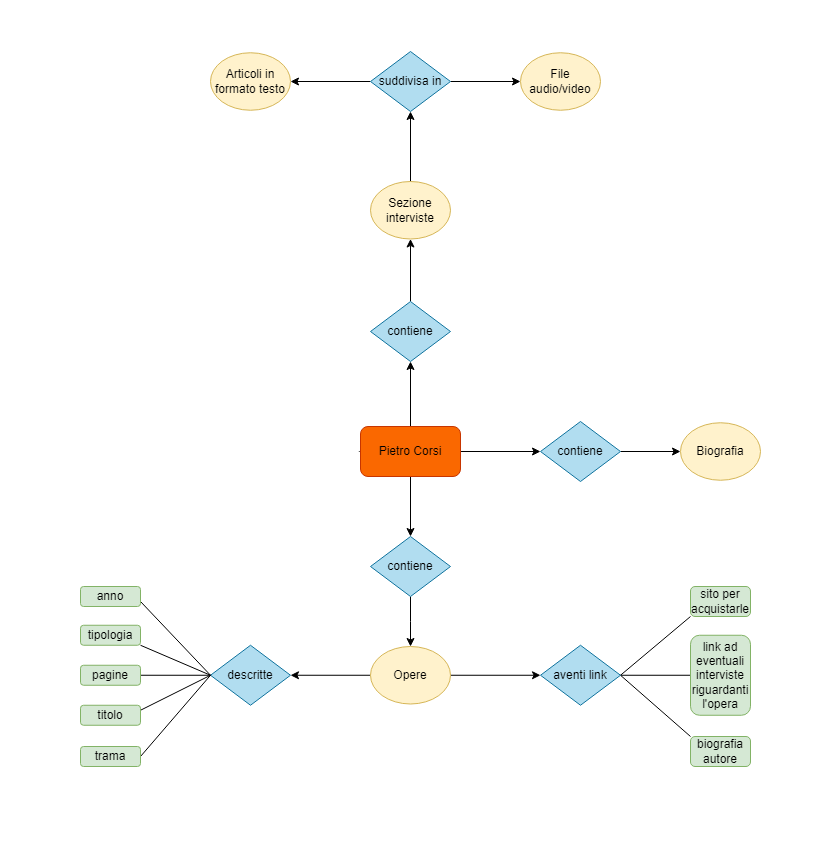 Articoli in
formato testo
suddivisa in
File
audio/video
Sezione
interviste
contiene
Pietro Corsi
contiene
Biografia
contiene
anno
tipologia
pagine
titolo
trama
descritte
Opere
aventi link
sito per
acquistarle
link ad
eventuali
interviste
riguardanti
l'opera
biografia
autore